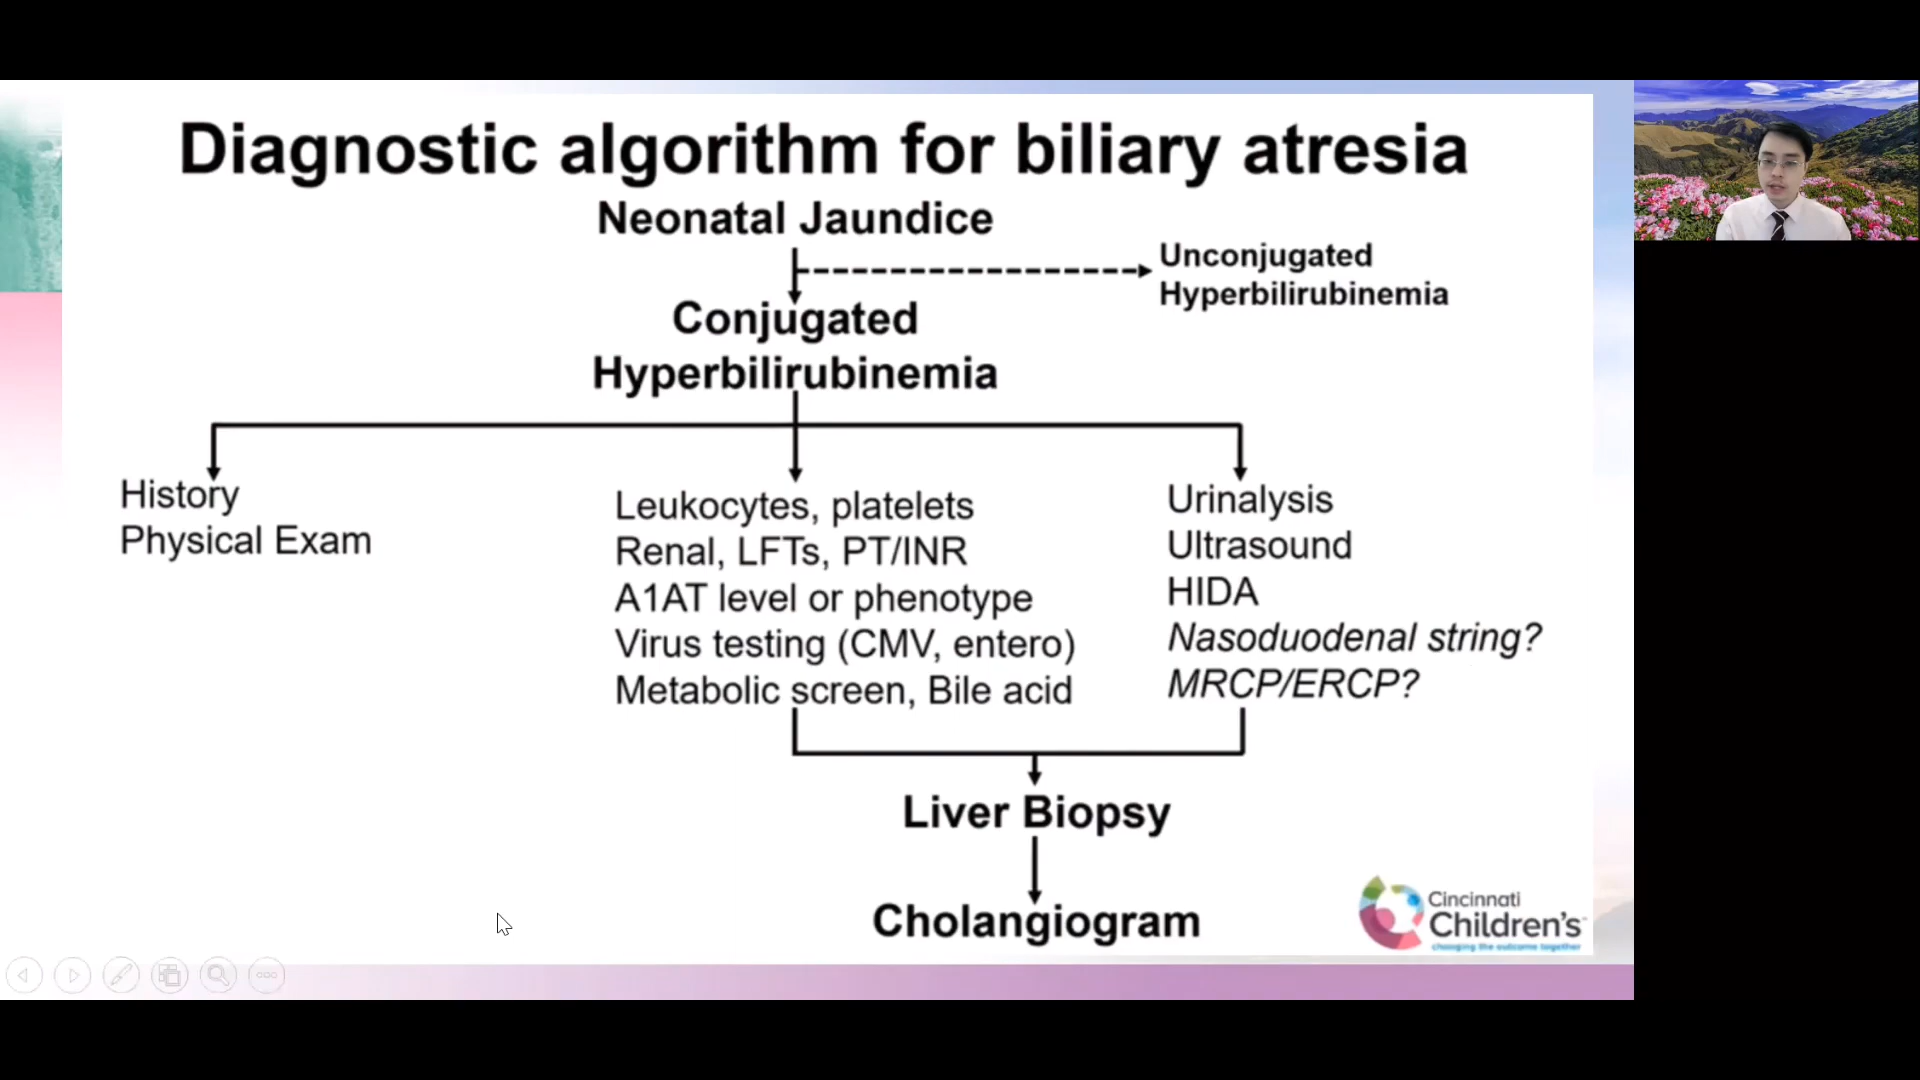 Diagnostic algorithm for biliary atresia
Neonatal Jaundice
Unconjugated
Hyperbilirubinemia
Conjugated
Hyperbilirubinemia
History
Physical Exam
Leukocytes, platelets
Renal, LFTs, PT/INR
A1AT level or phenotype
Virus testing (CMV, entero)
Metabolic screen, Bile acid
Urinalysis
Ultrasound
HIDA
Nasoduodenal string?
MRCP/ERCP?
Liver Biopsy
Cholangiogram
Cincinnati
Children's
changing the outcome together